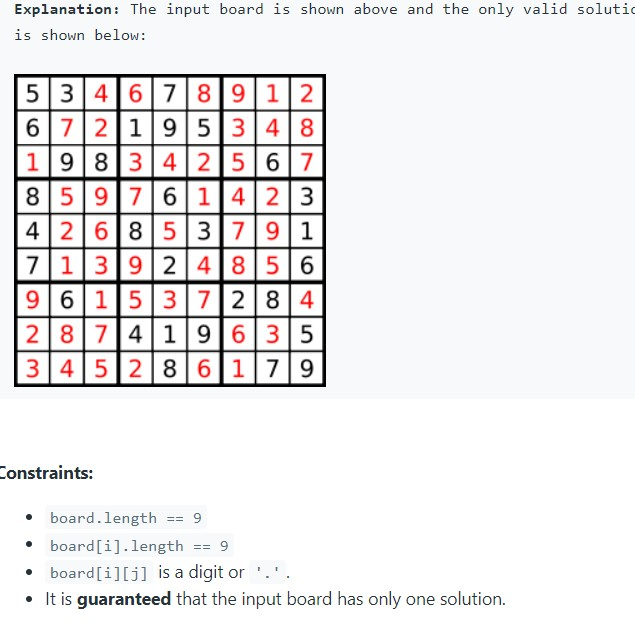 Explanation: The input board is shown above and the only valid solutio
is shown below:
5 3 4 6 7 8 9 1 2
6 7 2 1 9 5 3 4 8
1 9 8 3 4 2 5 6 7
8 5 9 7 6 1 4 2 3
4 2 6 8 5 3 7 9 1
7 1 3 9 2 4 8 5 6
9 6 1 5 3 7 2 8 4
2 8 7 4 1 9 6 3 5
3 4 5 2 8 6 1 7 9
Constraints:
• board.length == 9
• board[i].length == 9
• board[i][j] is a digit or '.'.
• It is guaranteed that the input board has only one solution.